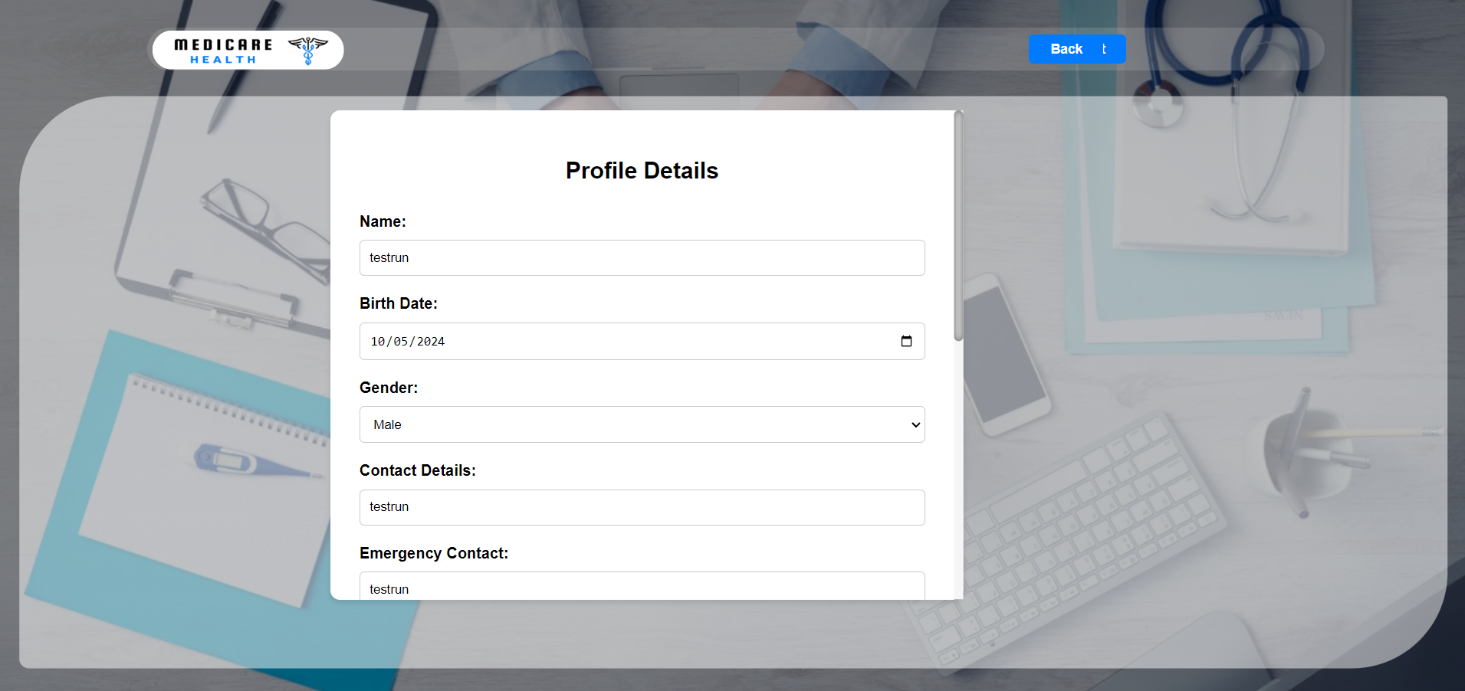 MEDICARE
HEALTH
Back t
Profile Details
Name:
testrun
Birth Date:
10/05/2024
Gender:
Male
Contact Details:
testrun
Emergency Contact:
testrun
NEWS